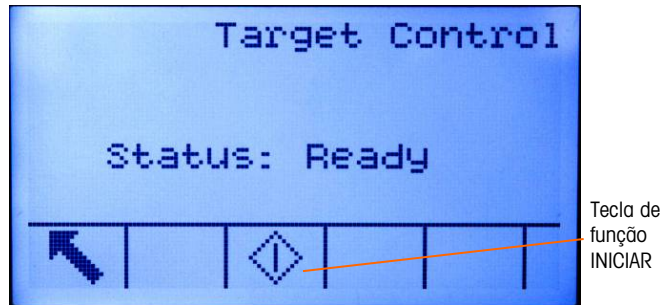 Target Control
Status: Ready
Tecla de
função
INICIAR